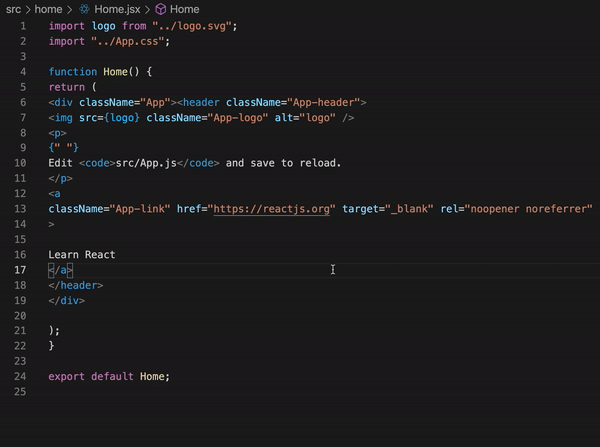 src > home > Home.jsx > Home
1 import logo from "../logo.svg";
2 import "../App.css";
3
4 function Home() {
5 return (
6 <div className="App"><header className="App-header">
7 <img src={logo} className="App-logo" alt="logo" />
8 <p>
9 {" "}
10 Edit <code>src/App.js</code> and save to reload.
11 </p>
12 <a
13 className="App-link" href="https://reactjs.org" target="_blank" rel="noopener noreferrer"
14 >
15
16 Learn React
17 </a>
18 </header>
19 </div>
20
21 );
22 }
23
24 export default Home;
25